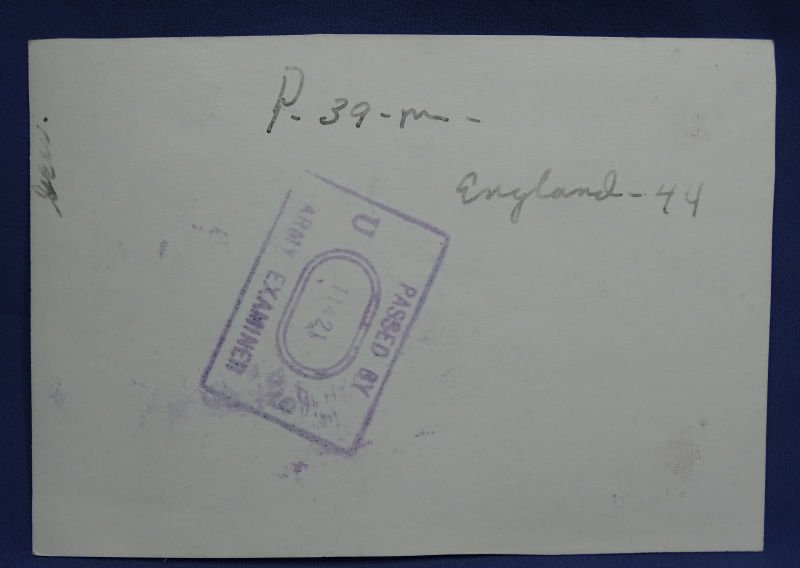 P-39-m-
England-44
PASSED BY
U S
ARMY EXAMINER